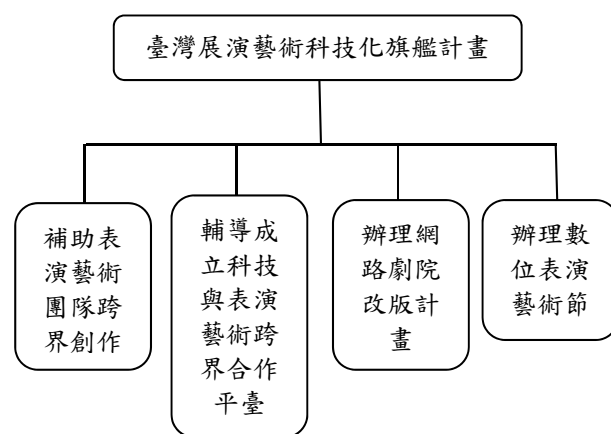 臺灣展演藝術科技化旗艦計畫
補助表
演藝術
團隊跨
界創作
輔導成
立科技
與表演
藝術跨
界合作
平臺
辦理網
路劇院
改版計
畫
辦理數
位表演
藝術節